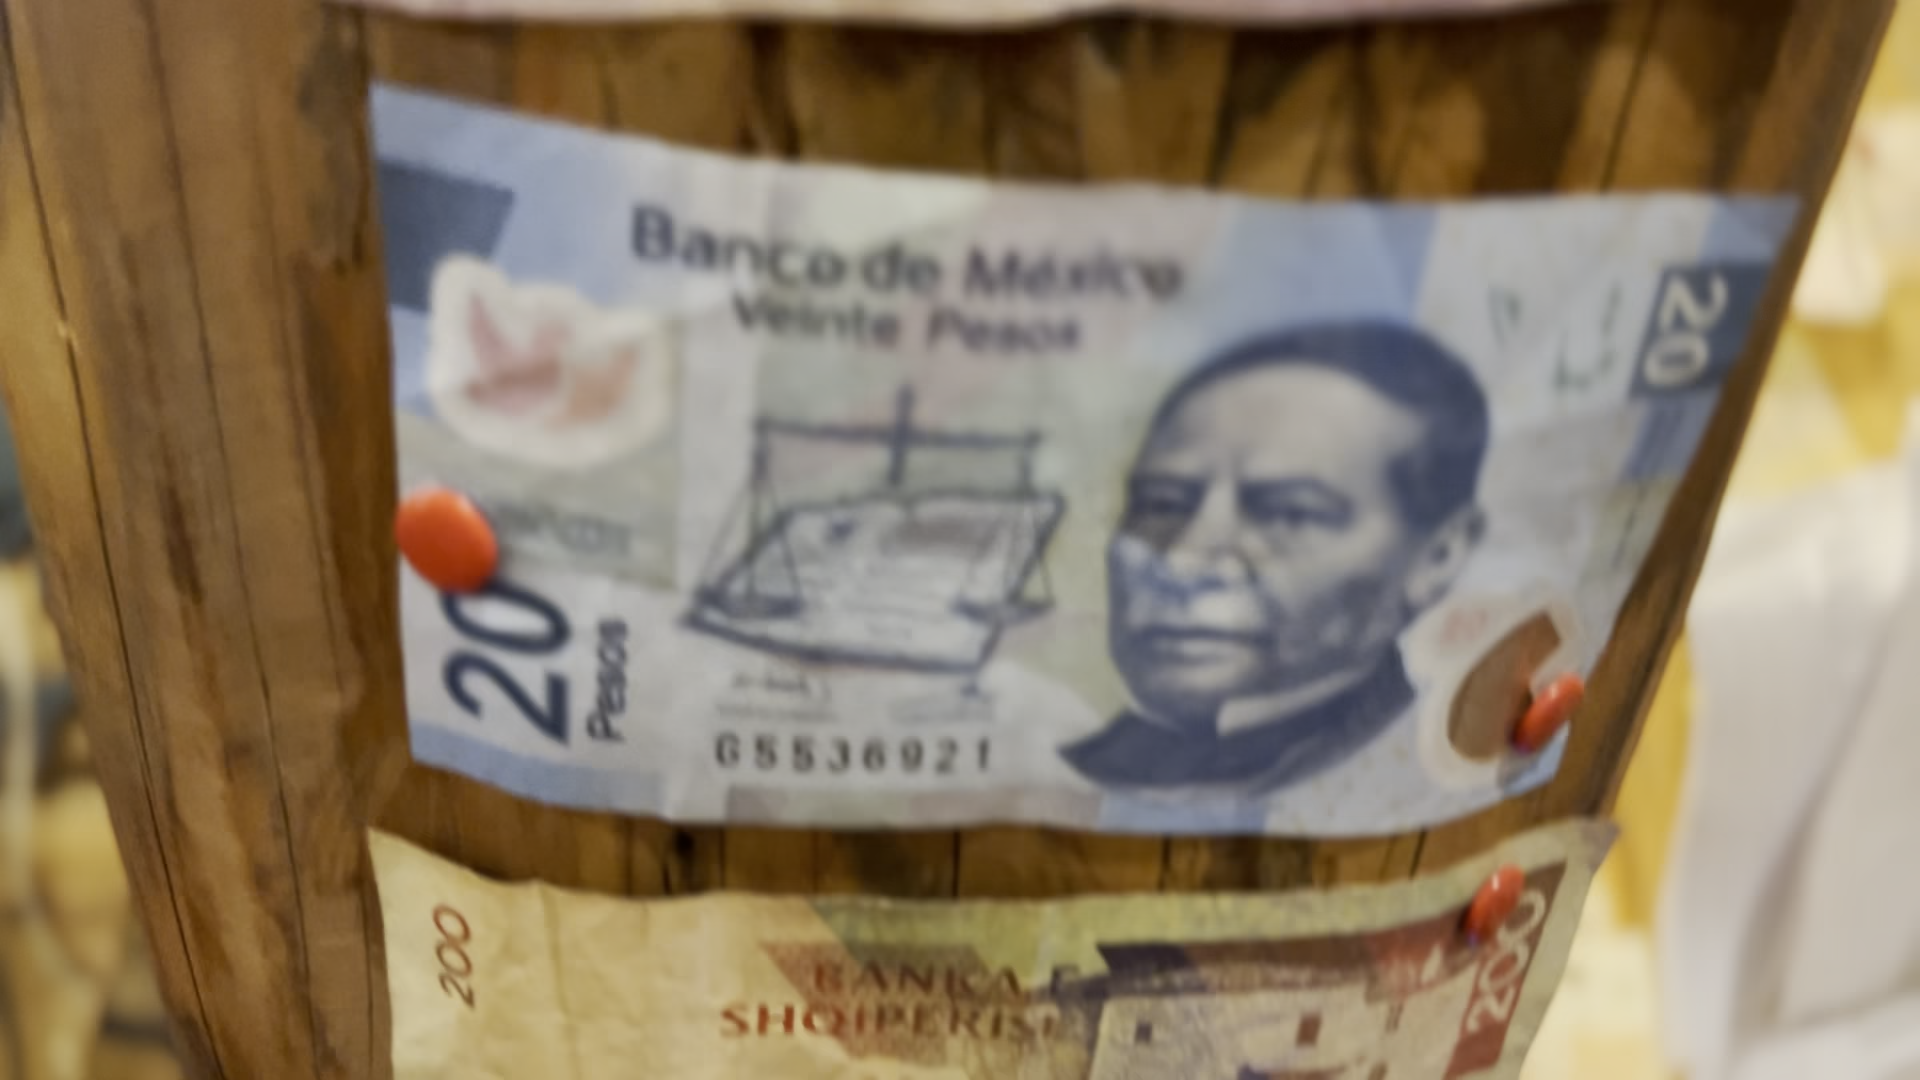 Banco de México
Veinte Pesos
20
20
Pesos
G5536921
200
BANKA E
SHQIPERISE
200